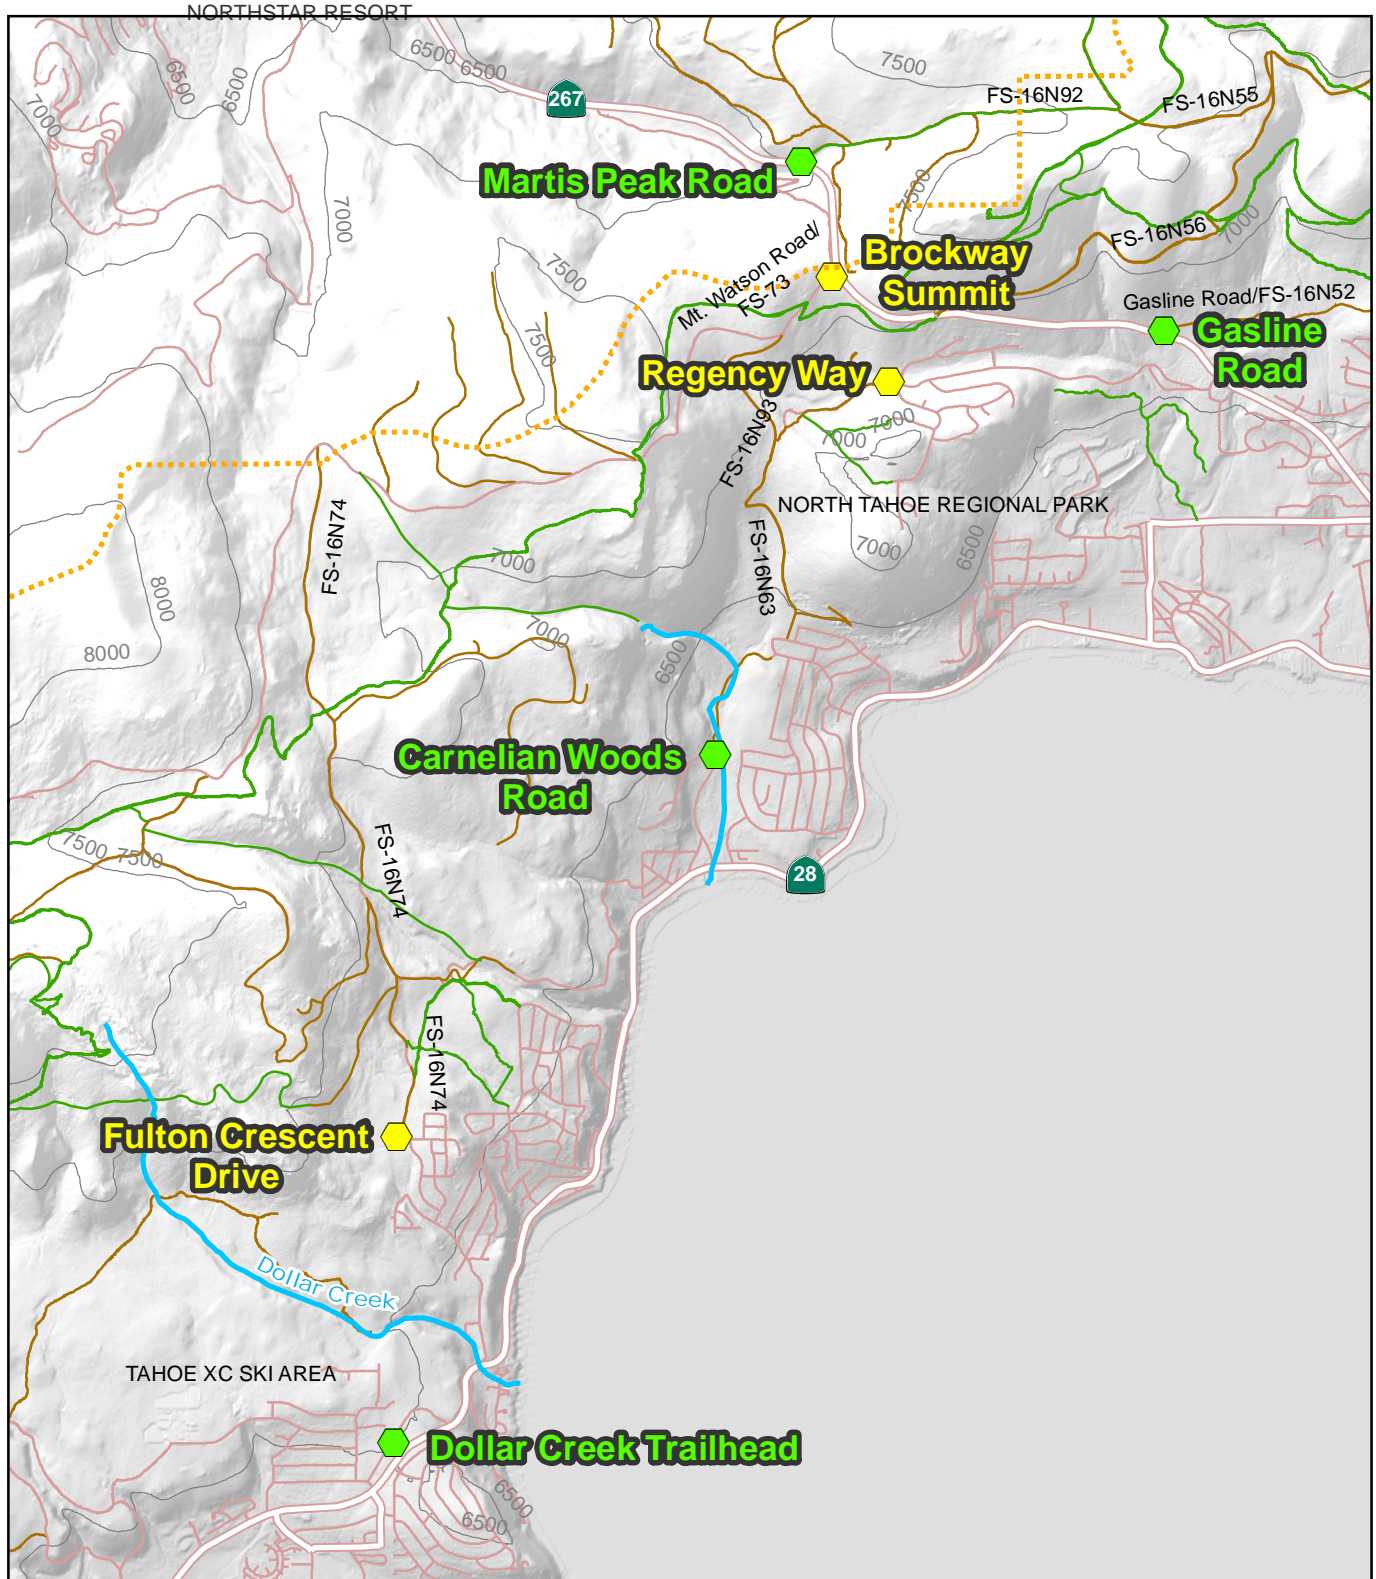 NORTHSTAR RESORT
6500
6500
6500
6500
7500
7000
267
FS-16N92
FS-16N55
Martis Peak Road
7000
7500
7500
Mt. Watson Road/
FS-73
Brockway
Summit
FS-16N56
7000
Gasline Road/FS-16N52
Gasline
Road
7500
Regency Way
FS-16N93
7000
7000
NORTH TAHOE REGIONAL PARK
FS-16N74
7000
7000
6500
FS-16N63
8000
8000
7000
6500
Carnelian Woods
Road
7500
7500
FS-16N74
28
FS-16N74
Fulton Crescent
Drive
Dollar Creek
TAHOE XC SKI AREA
Dollar Creek Trailhead
6500
6500